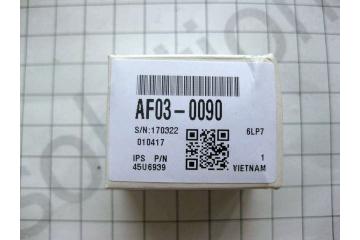 AF03-0090
S/N:170322 6LP7
010417
IPS P/N 1
45U6939 VIETNAM